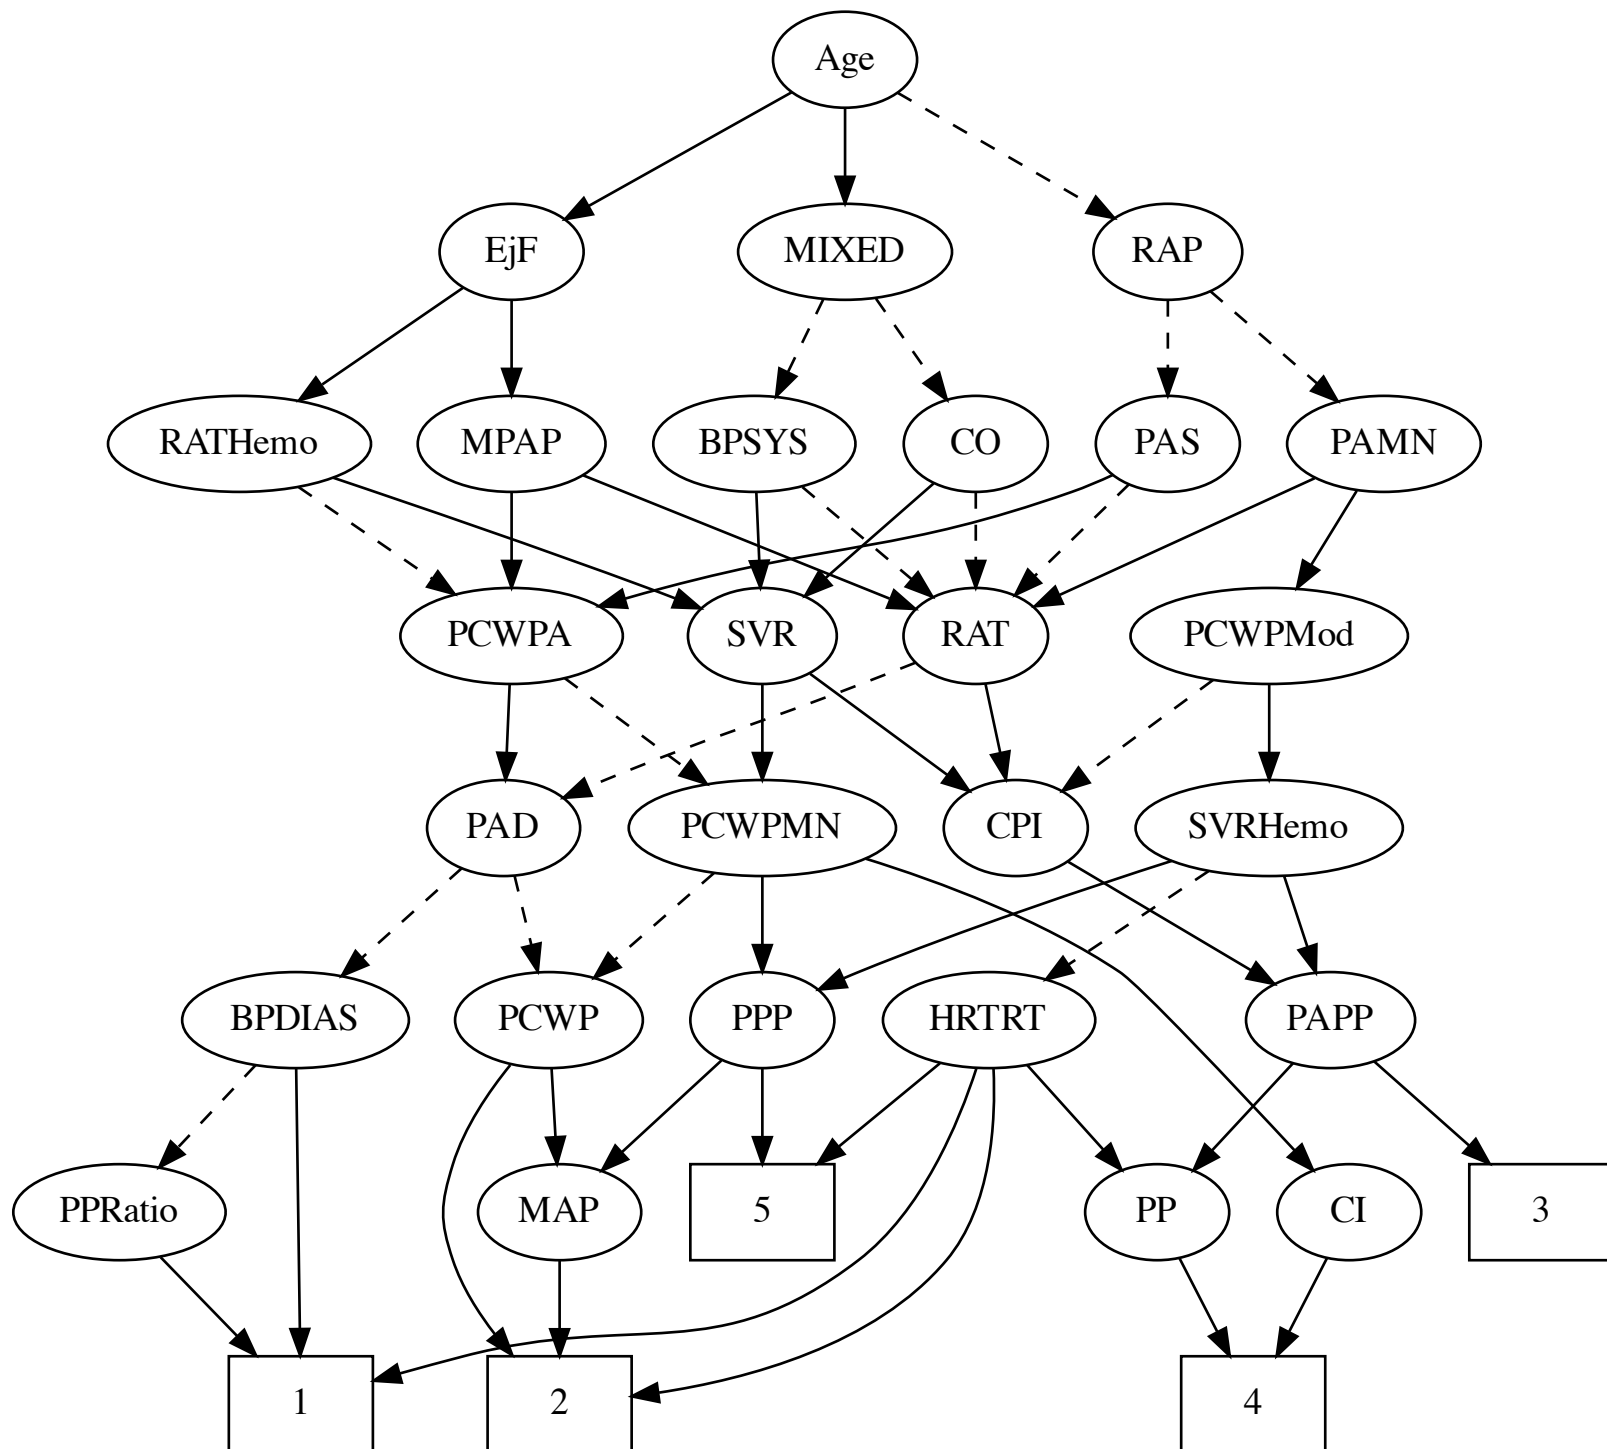 Age
EjF
MIXED
RAP
RATHemo
MPAP
BPSYS
CO
PAS
PAMN
PCWPA
SVR
RAT
PCWPMod
PAD
PCWPMN
CPI
SVRHemo
BPDIAS
PCWP
PPP
HRTRT
PAPP
PPRatio
MAP
5
PP
CI
3
1
2
4